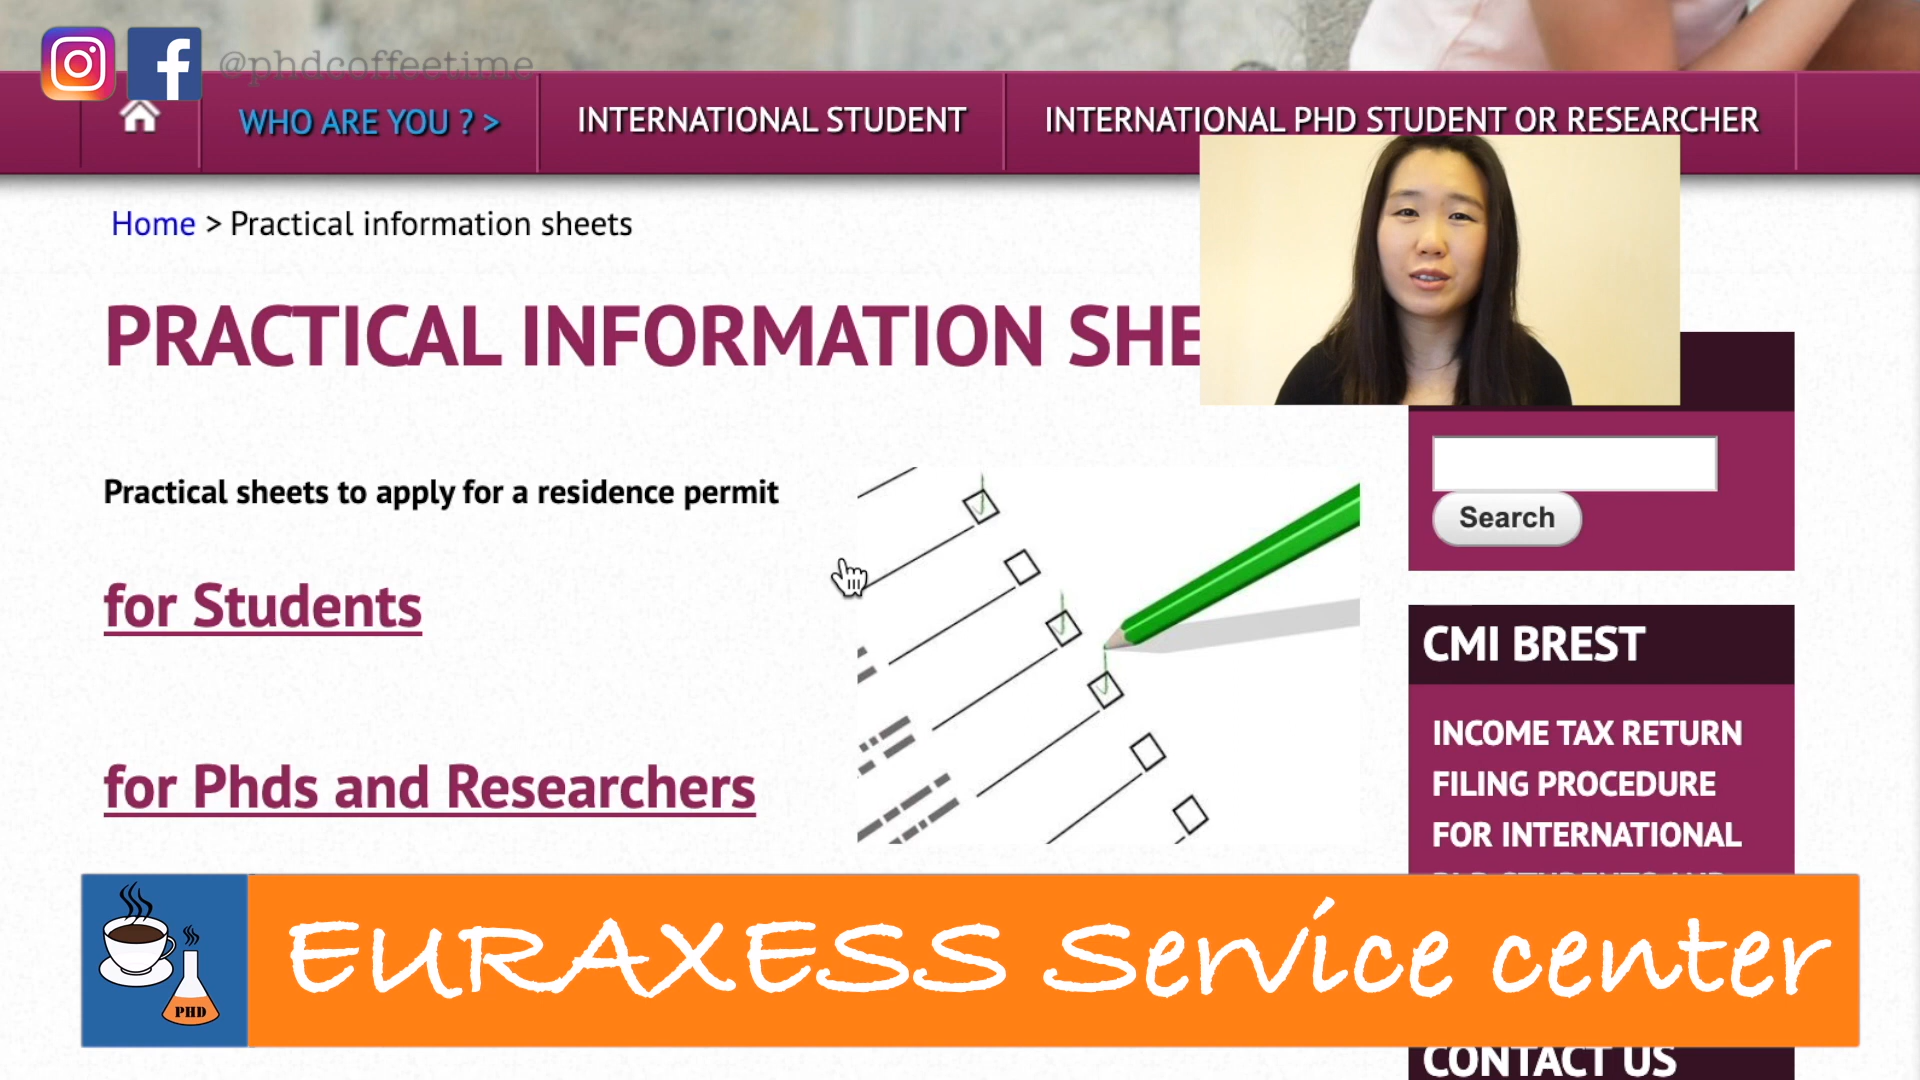 @phdcoffeetime
WHO ARE YOU ? >
INTERNATIONAL STUDENT
INTERNATIONAL PHD STUDENT OR RESEARCHER
Home > Practical information sheets
PRACTICAL INFORMATION SHE
Practical sheets to apply for a residence permit
for Students
for Phds and Researchers
Search
CMI BREST
INCOME TAX RETURN
FILING PROCEDURE
FOR INTERNATIONAL
PHD
EURAXESS Service center
CONTACT US